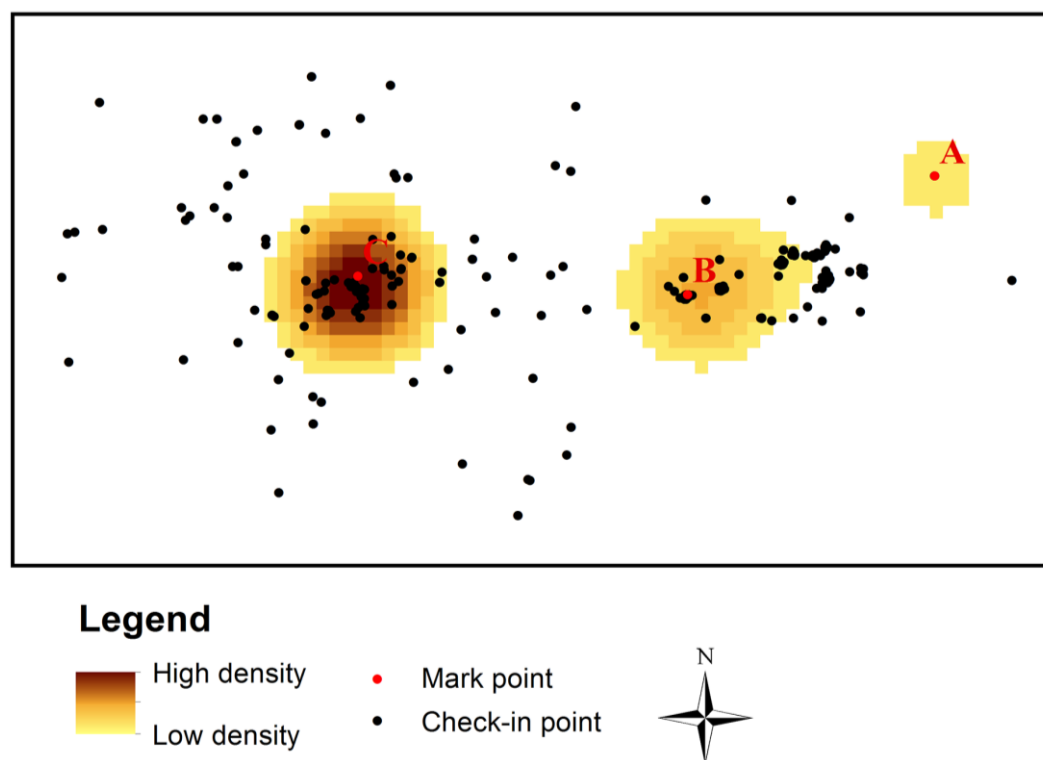 A
C
B
Legend
High density
Low density
Mark point
Check-in point
N